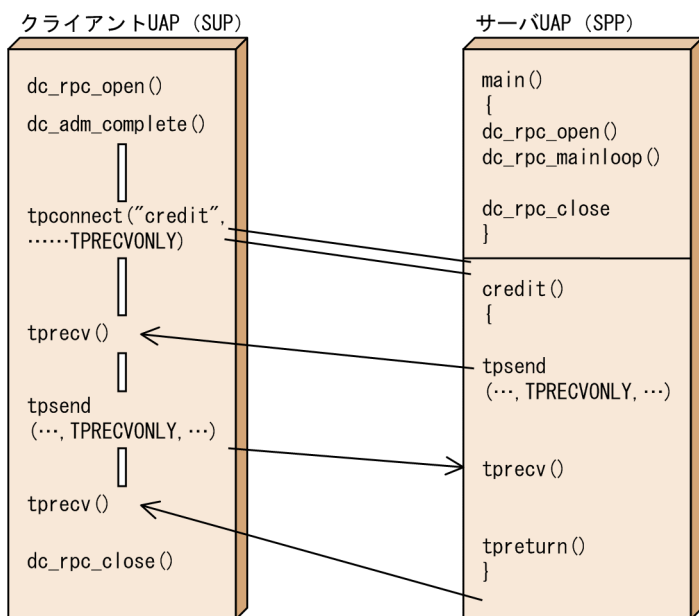 クライアントUAP(SUP)
dc_rpc_open()
dc_adm_complete()
tpconnect("credit",
……TPRECVONLY)
tprecv()
tpsend
(…,TPRECVONLY,…)
tprecv()
dc_rpc_close()
サーバUAP(SPP)
main()
{
dc_rpc_open()
dc_rpc_mainloop()
dc_rpc_close
}
credit()
{
tpsend
(…,TPRECVONLY,…)
tprecv()
tpreturn()
}